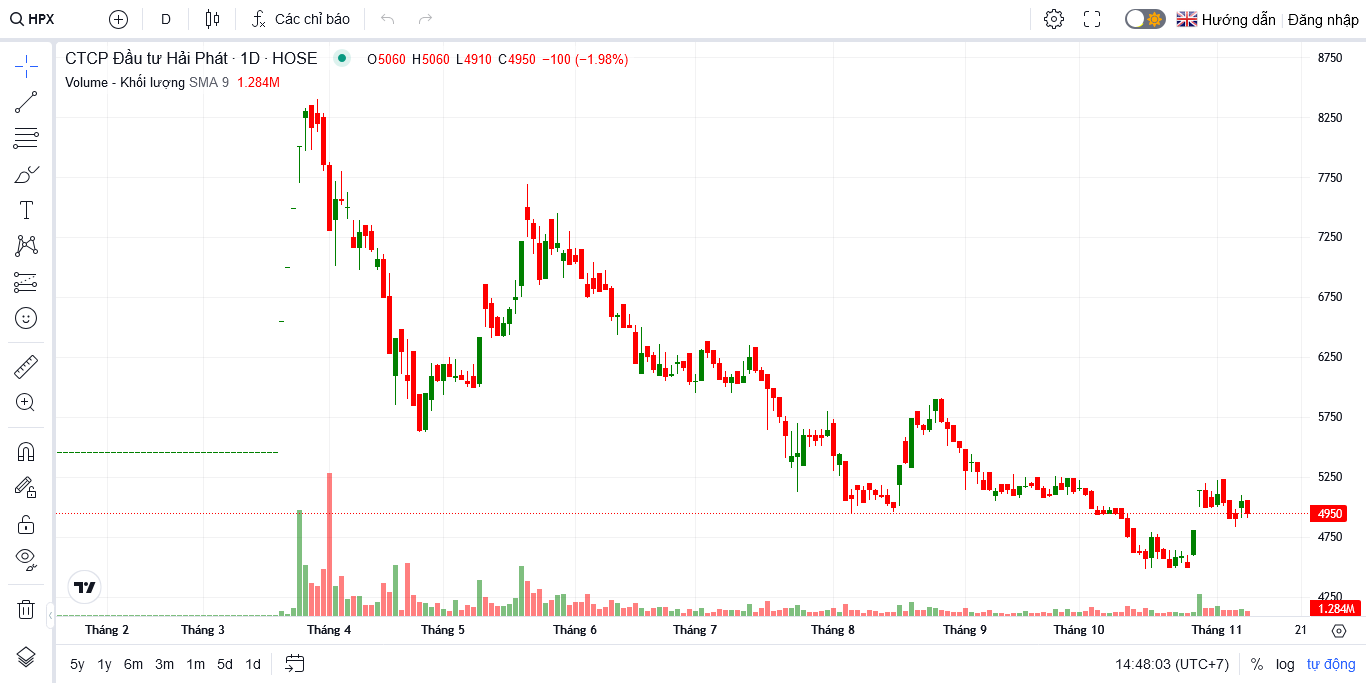 HPX D Các chỉ báo Hướng dẫn Đăng nhập
CTCP Đầu tư Hải Phát · 1D · HOSE O5060 H5060 L4910 C4950 −100 (−1.98%)
Volume - Khối lượng SMA 9 1.284M
8750
8250
7750
7250
6750
6250
5750
5250
4950
4750
4250
1.284M
Tháng 2 Tháng 3 Tháng 4 Tháng 5 Tháng 6 Tháng 7 Tháng 8 Tháng 9 Tháng 10 Tháng 11 21
5y 1y 6m 3m 1m 5d 1d 14:48:03 (UTC+7) % log tự động